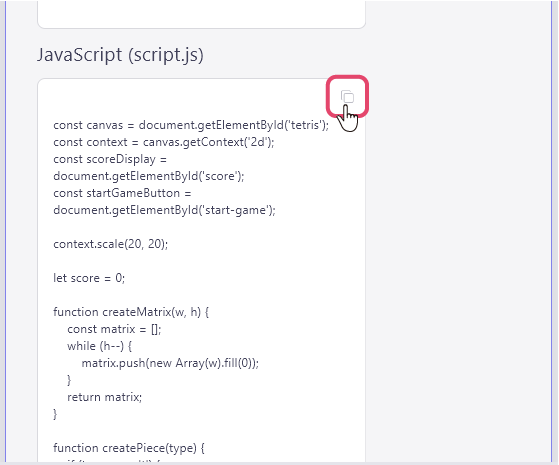 JavaScript (script.js)
const canvas = document.getElementById('tetris');
const context = canvas.getContext('2d');
const scoreDisplay =
document.getElementById('score');
const startGameButton =
document.getElementById('start-game');
context.scale(20, 20);
let score = 0;
function createMatrix(w, h) {
    const matrix = [];
    while (h--) {
        matrix.push(new Array(w).fill(0));
    }
    return matrix;
}
function createPiece(type) {